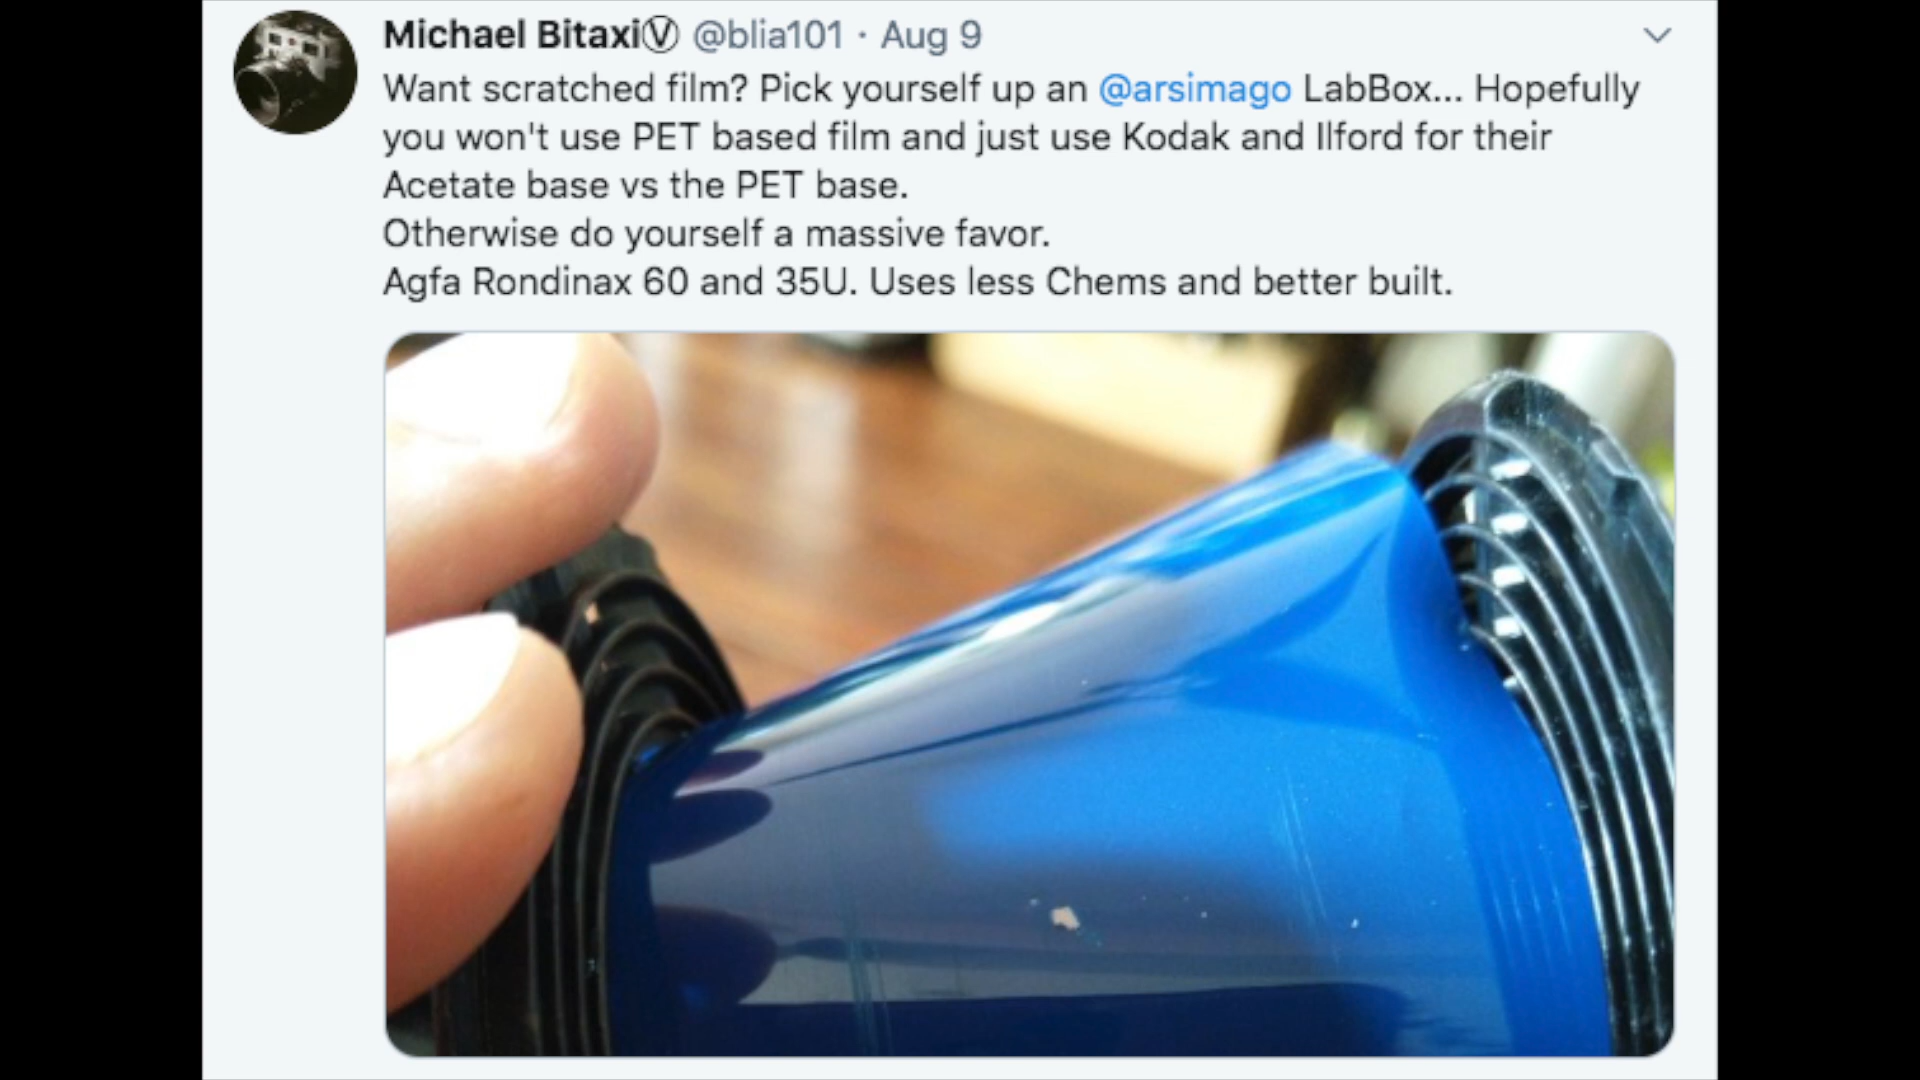 Michael BitaxiⓋ @blia101 · Aug 9
Want scratched film? Pick yourself up an @arsimago LabBox... Hopefully
you won't use PET based film and just use Kodak and Ilford for their
Acetate base vs the PET base.
Otherwise do yourself a massive favor.
Agfa Rondinax 60 and 35U. Uses less Chems and better built.